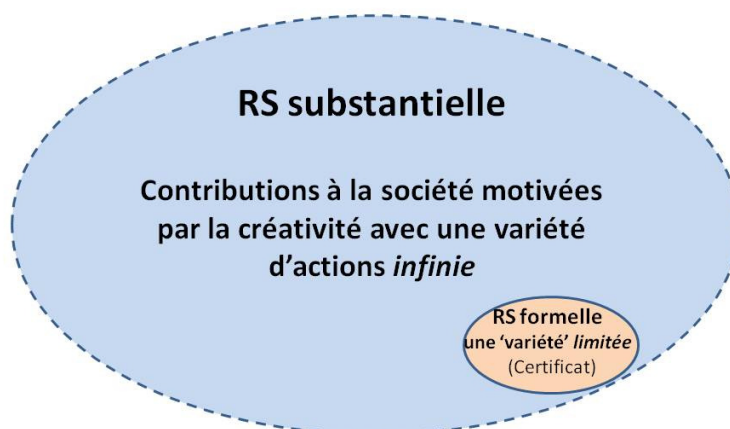 RS substantielle
Contributions à la société motivées
par la créativité avec une variété
d’actions infinie
RS formelle
une ‘variété’ limitée
(Certificat)